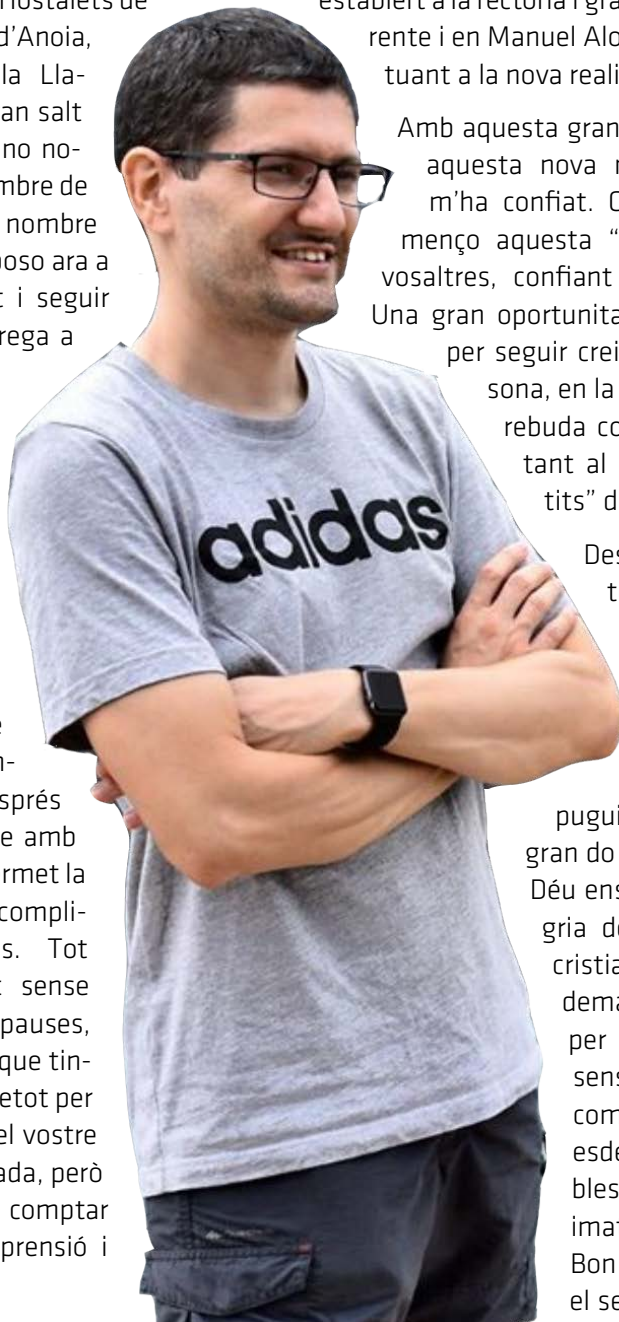 Hostalets de
d'Anoia,
la Lla-
an salt
no no-
mbre de
nombre
poso ara a
t i seguir
rega a
e
n-
sprés
e amb
rmet la
compli-
s. Tot
t sense
pauses,
que tin-
etot per
el vostre
ada, però
comptar
prensió i
adidas
establert a la rectoria i gra
rente i en Manuel Alo
tuant a la nova reali
Amb aquesta gran
aquesta nova m
m'ha confiat. C
menço aquesta “
vosaltres, confiant
Una gran oportunita
per seguir crei
sona, en la
rebuda co
tant al
tits” d
Des
t
pugui
gran do
Déu ens
gria de
cristia
dema
per
sens
com
esde
bles
imat
Bon
el se